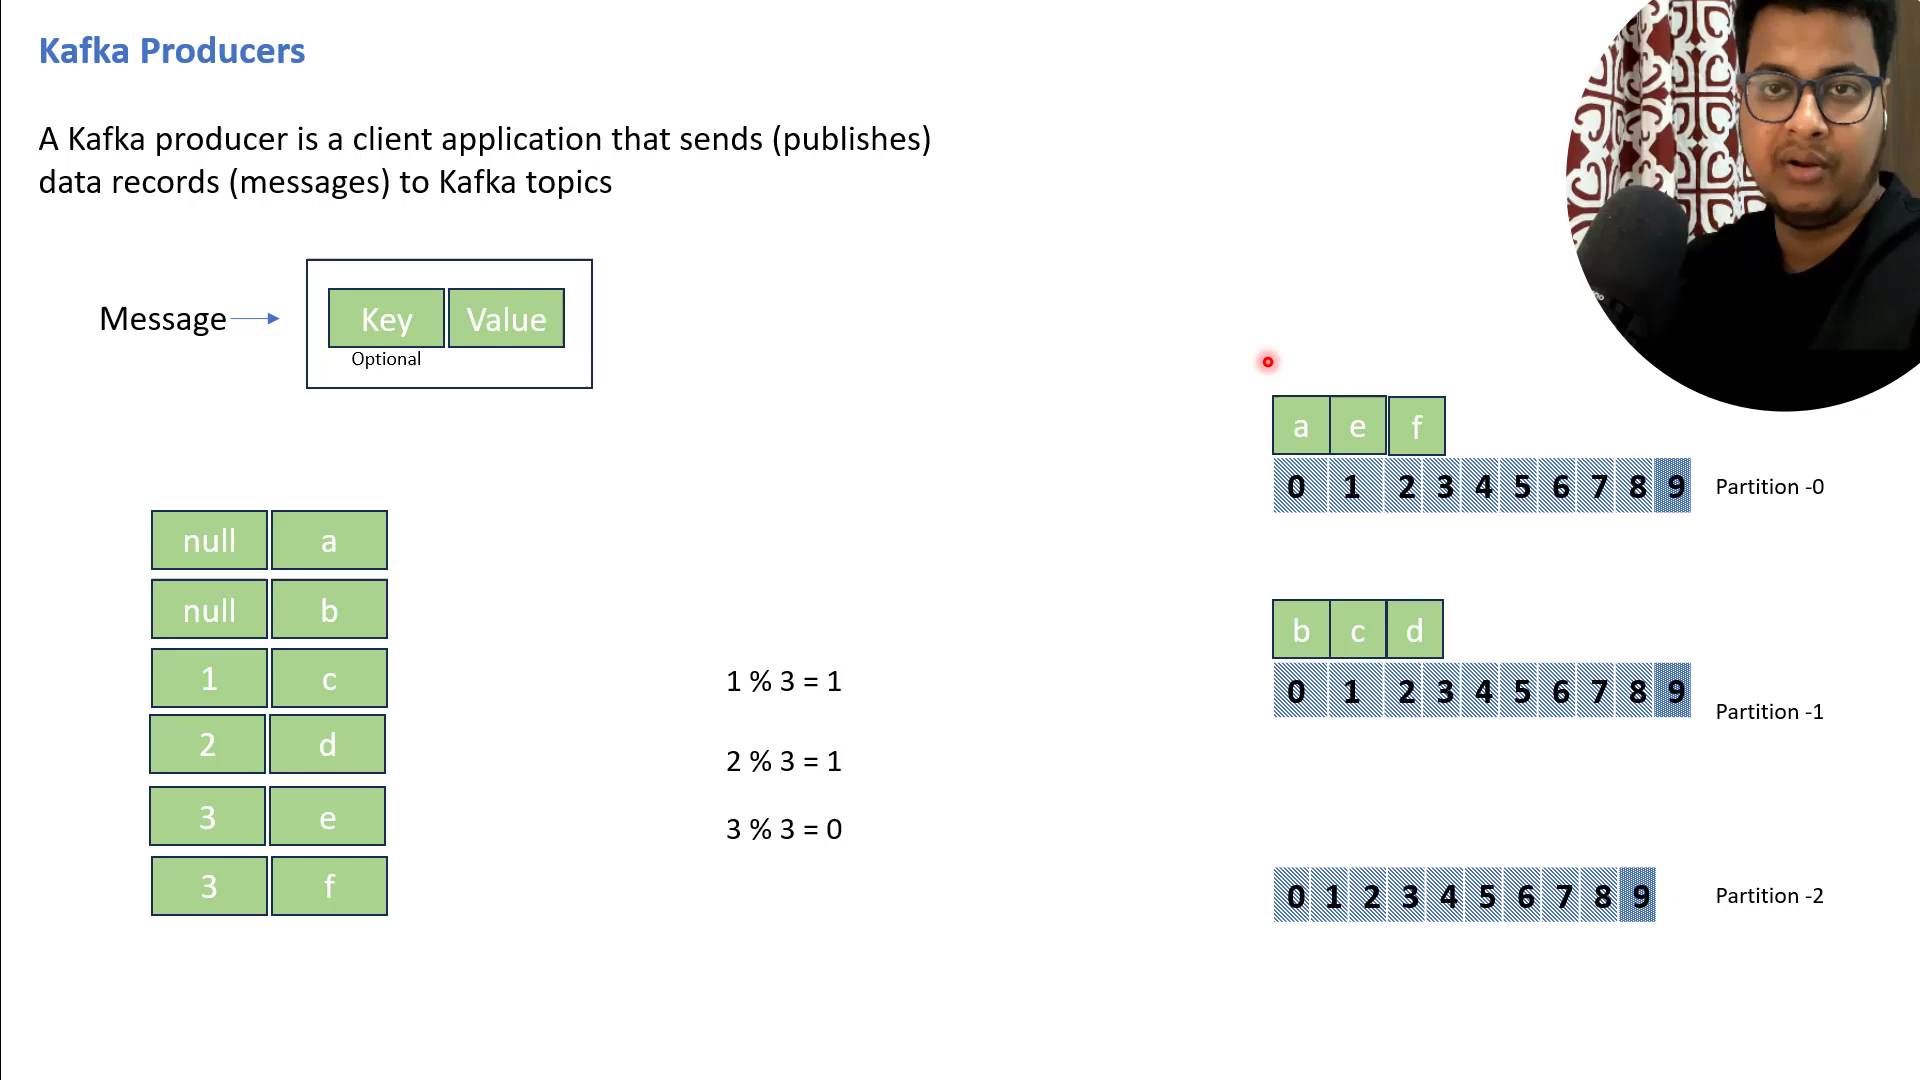 Kafka Producers
A Kafka producer is a client application that sends (publishes)
data records (messages) to Kafka topics
Message
Key Value
Optional
null a
null b
1 c
2 d
3 e
3 f
1 % 3 = 1
2 % 3 = 1
3 % 3 = 0
a e f
0 1 2 3 4 5 6 7 8 9 Partition -0
b c d
0 1 2 3 4 5 6 7 8 9 Partition -1
0 1 2 3 4 5 6 7 8 9 Partition -2